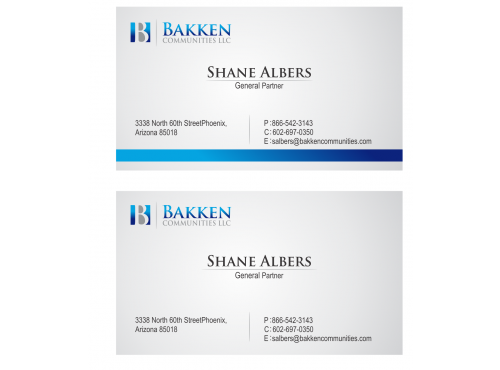 B BAKKEN
COMMUNITIES LLC
SHANE ALBERS
General Partner
3338 North 60th StreetPhoenix,
Arizona 85018
P : 866-542-3143
C : 602-697-0350
E : salbers@bakkencommunities.com
B BAKKEN
COMMUNITIES LLC
SHANE ALBERS
General Partner
3338 North 60th StreetPhoenix,
Arizona 85018
P : 866-542-3143
C : 602-697-0350
E : salbers@bakkencommunities.com